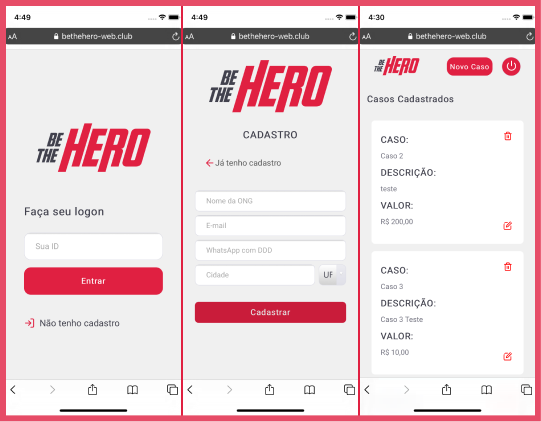 4:49
AA
bethehero-web.club
BE
THE
HERO
Faça seu logon
Sua ID
Entrar
Não tenho cadastro
4:49
AA
bethehero-web.club
BE
THE
HERO
CADASTRO
Já tenho cadastro
Nome da ONG
E-mail
WhatsApp com DDD
Cidade
UF
Cadastrar
4:30
AA
bethehero-web.club
BE
THE
HERO
Novo Caso
Casos Cadastrados
CASO:
Caso 2
DESCRIÇÃO:
teste
VALOR:
R$ 200,00
CASO:
Caso 3
DESCRIÇÃO:
Caso 3 Teste
VALOR:
R$ 10,00